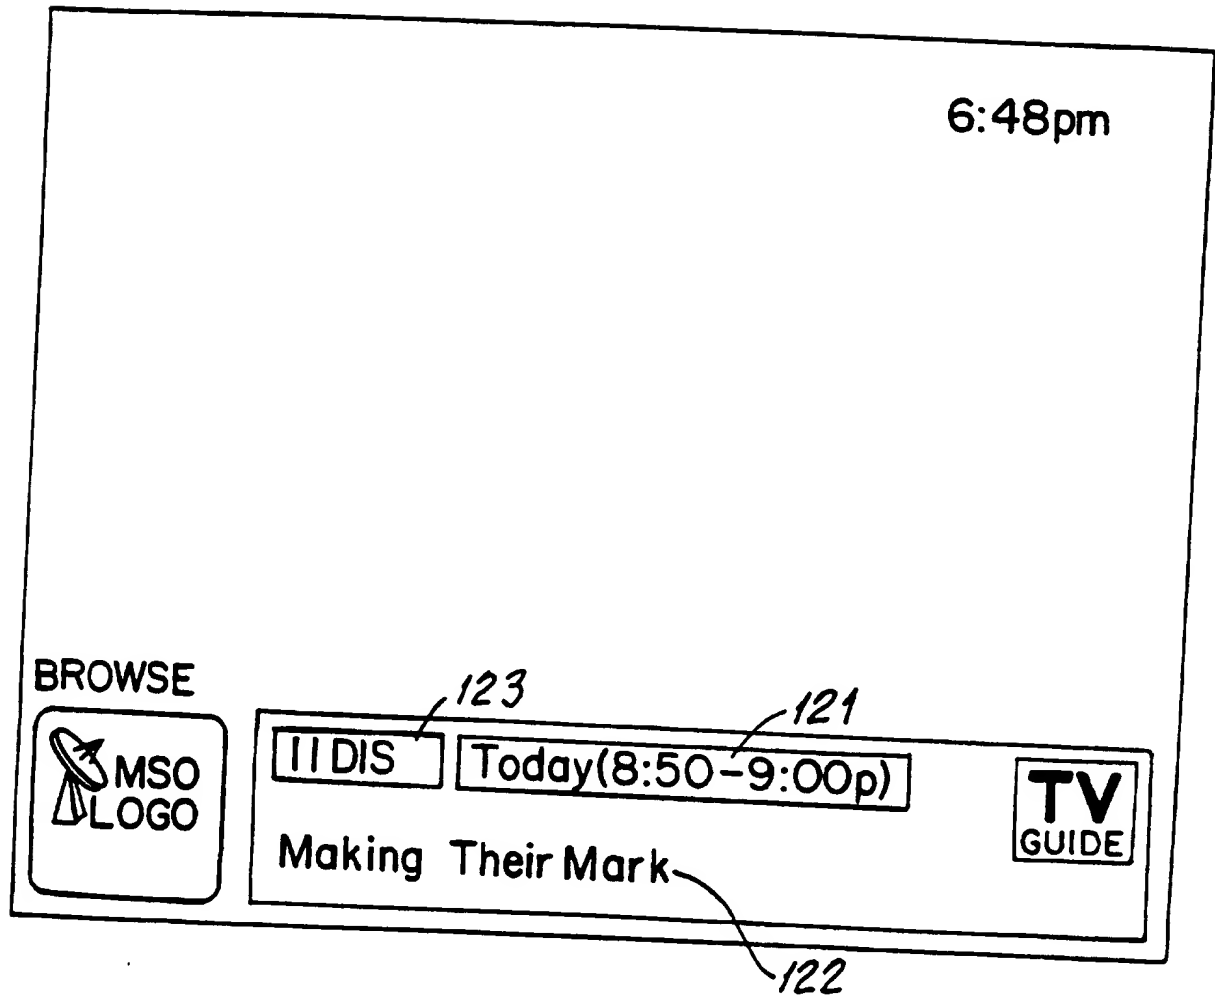 6:48pm
BROWSE
123
121
MSO
LOGO
11 DIS
Today(8:50-9:00p)
TV
GUIDE
Making Their Mark
122